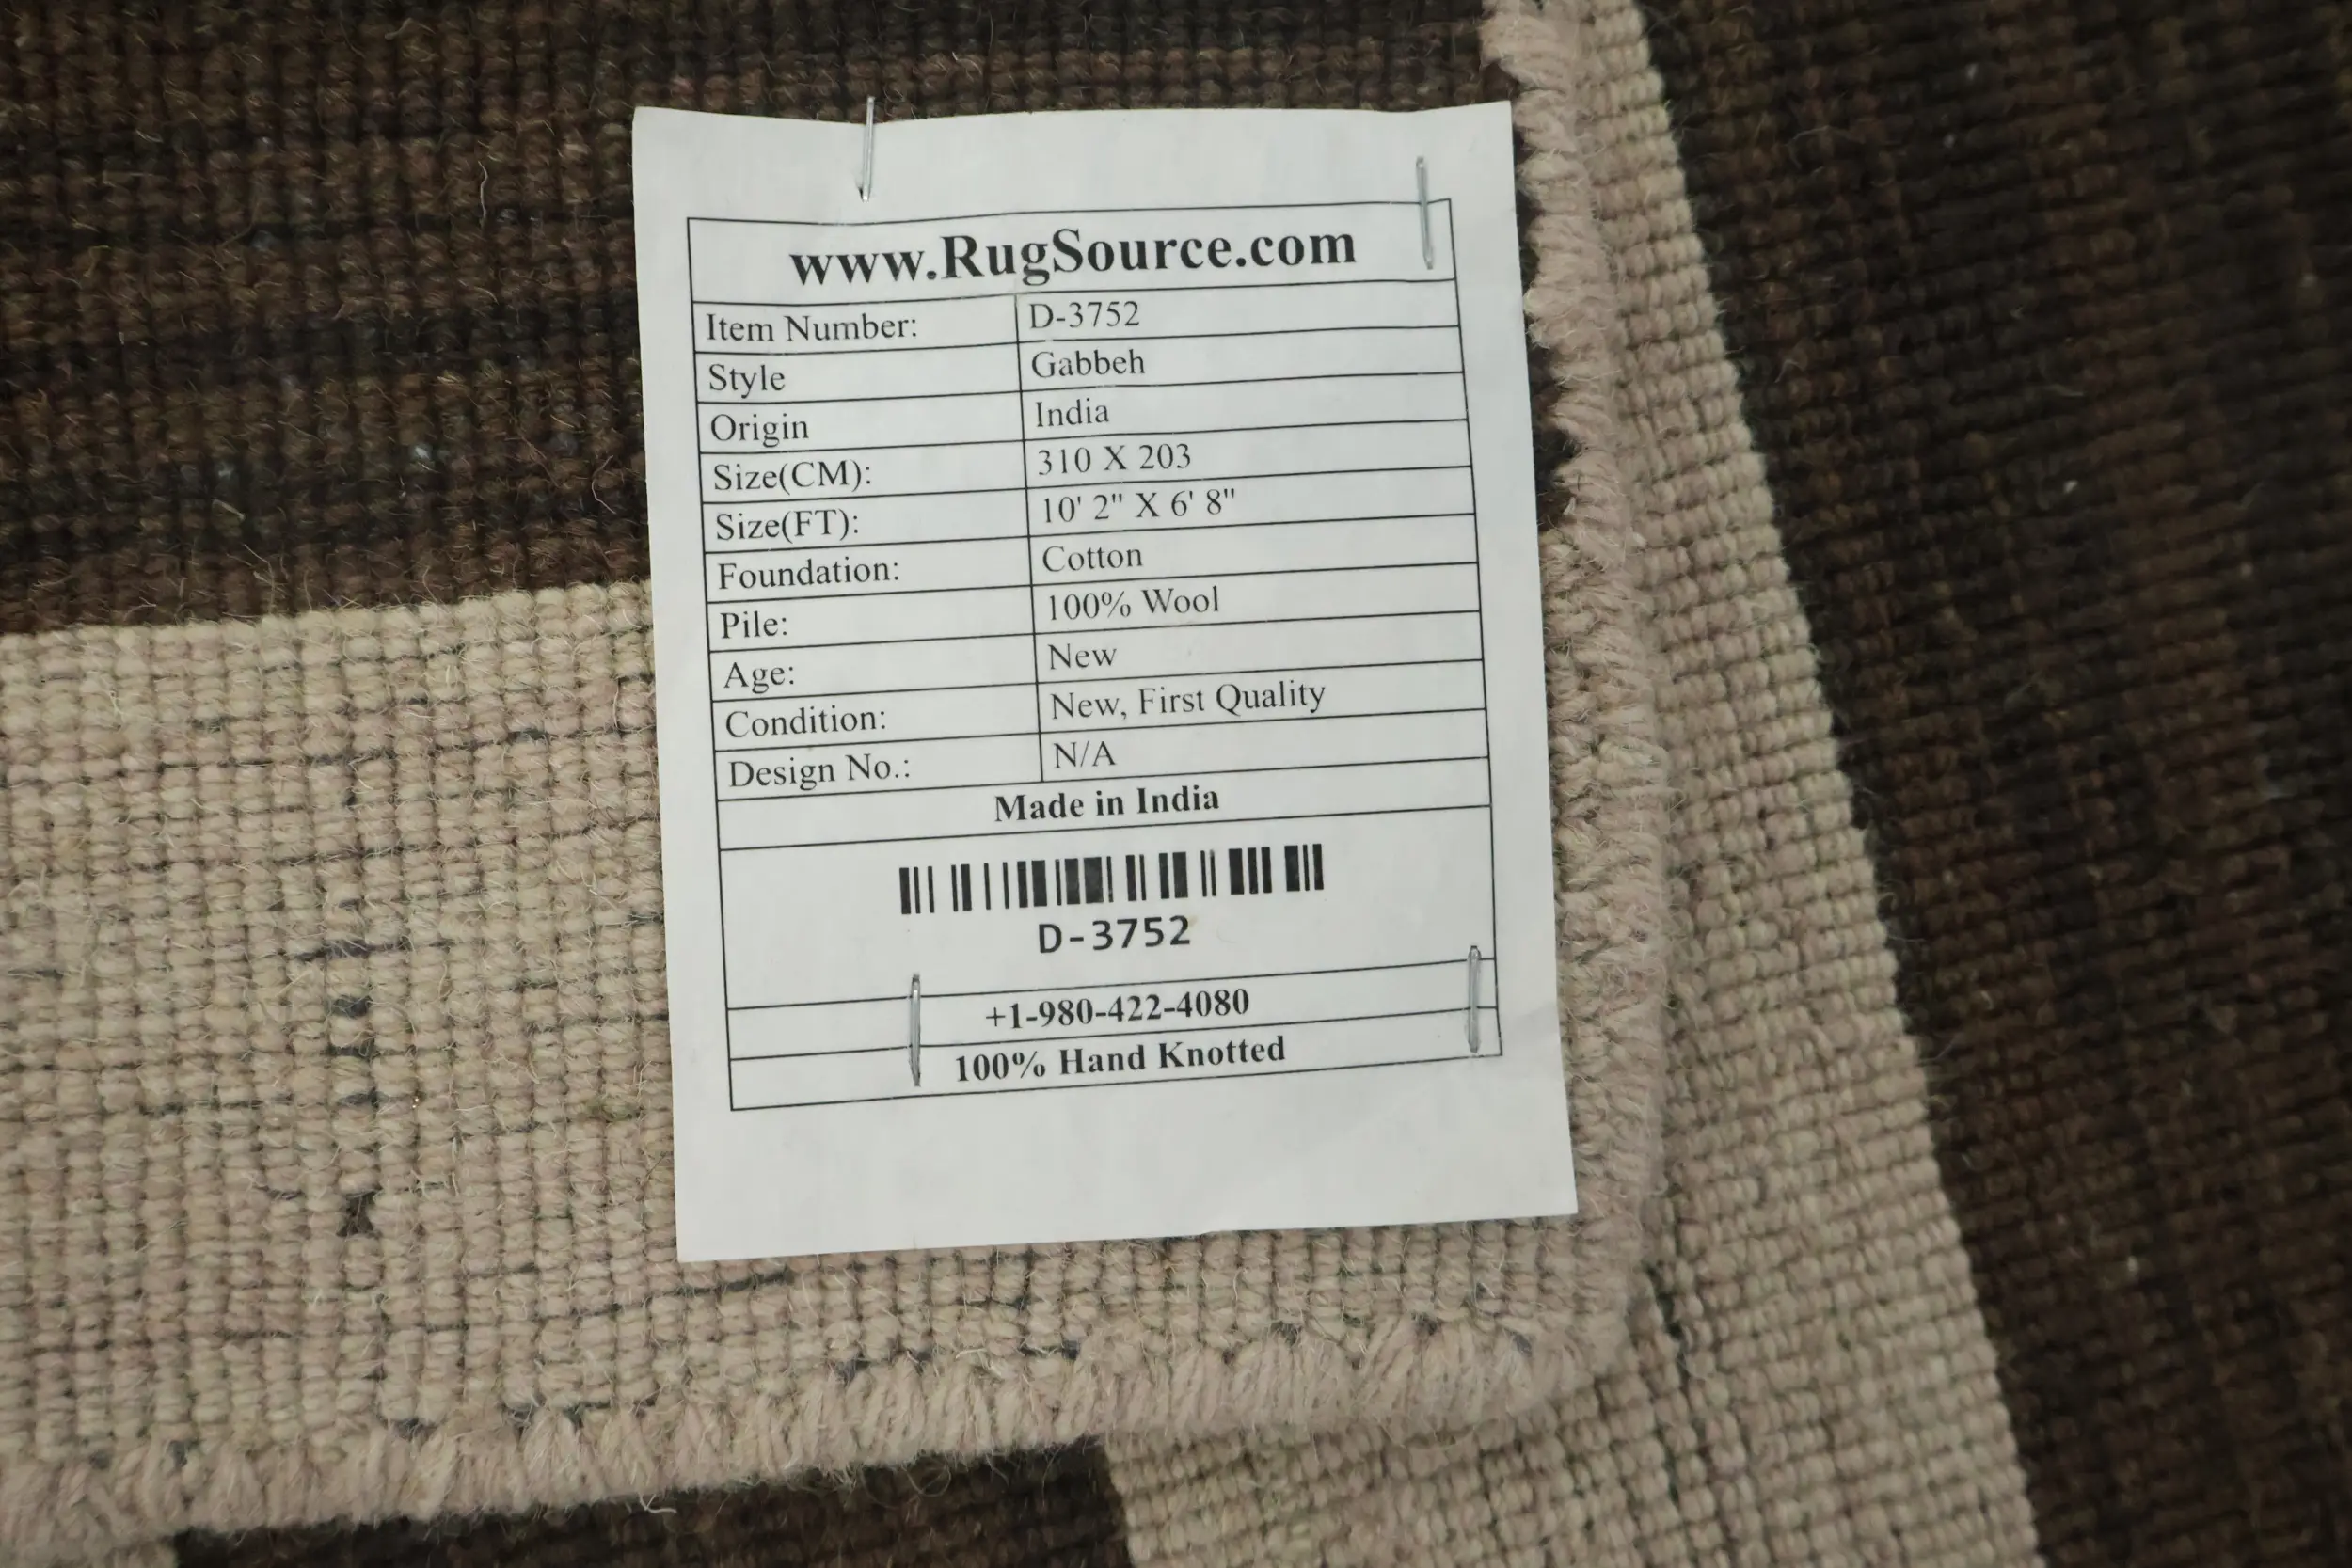 www.RugSource.com
Item Number: D-3752
Style Gabbeh
Origin India
Size(CM): 310 X 203
Size(FT): 10' 2" X 6' 8"
Foundation: Cotton
Pile: 100% Wool
Age: New
Condition: New, First Quality
Design No.: N/A
Made in India
D-3752
+1-980-422-4080
100% Hand Knotted